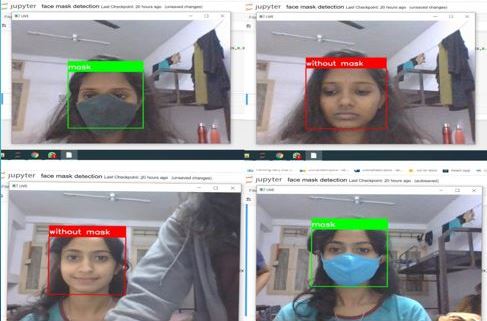 jupyter face mask detection Last Checkpoint: 20 hours ago (unsaved changes)
LIVE
mask
jupyter face mask detection Last Checkpoint: 20 hours ago (unsaved changes)
LIVE
without mask
jupyter face mask detection Last Checkpoint: 20 hours ago (unsaved changes)
LIVE
without mask
jupyter face mask detection Last Checkpoint: 20 hours ago (autosaved)
LIVE
mask